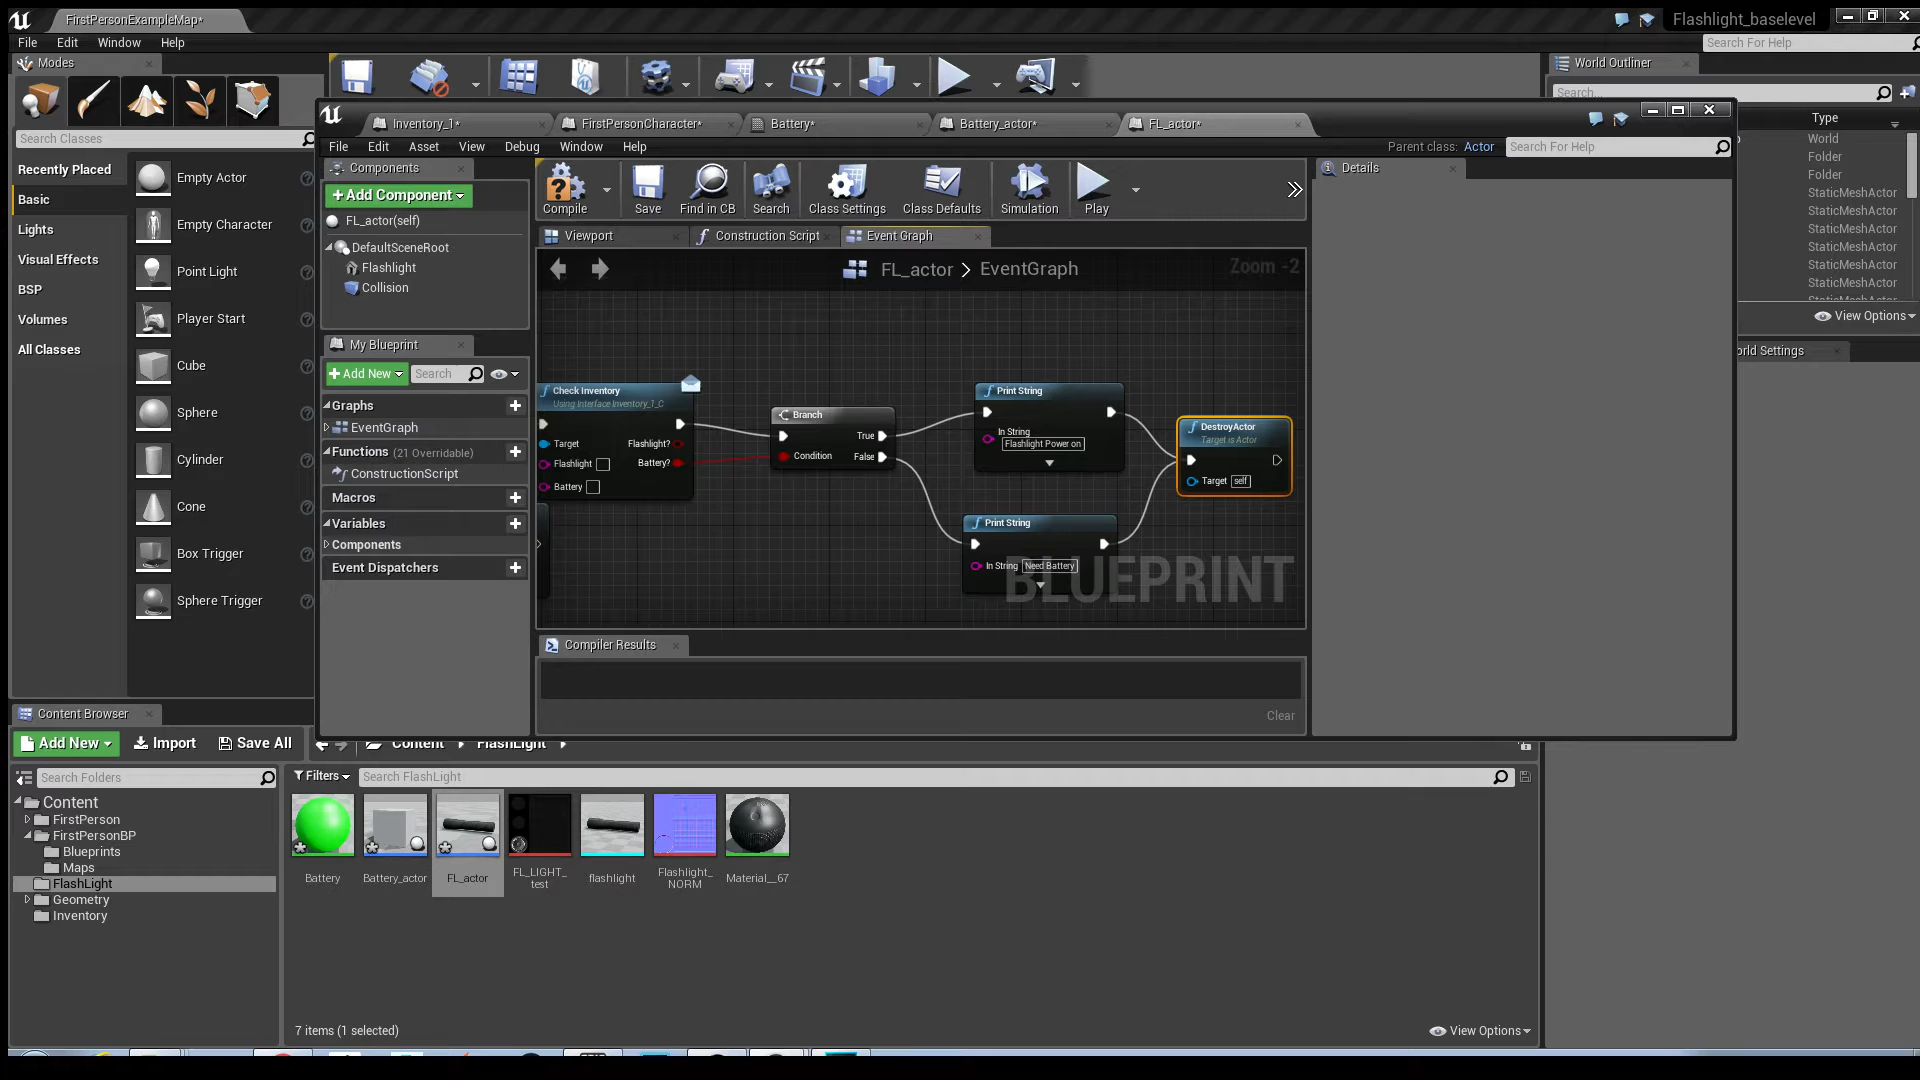 FirstPersonExampleMap*
Flashlight_baselevel
File Edit Window Help
Search For Help
Modes
World Outliner
Search Classes
Search...
Recently Played
Basic
Lights
Visual Effects
BSP
Volumes
All Classes
Empty Actor
Empty Character
Point Light
Player Start
Cube
Sphere
Cylinder
Cone
Box Trigger
Sphere Trigger
Inventory_1*
FirstPersonCharacter*
Battery*
Battery_actor*
FL_actor*
File Edit Asset View Debug Window Help
Parent class: Actor
Search For Help
Components
+Add Component
FL_actor(self)
DefaultSceneRoot
Flashlight
Collision
My Blueprint
+Add New
Search
Graphs
EventGraph
Functions (21 Overridable)
ConstructionScript
Macros
Variables
Components
Event Dispatchers
Compile
Save
Find in CB
Search
Class Settings
Class Defaults
Simulation
Play
Viewport
Construction Script
Event Graph
FL_actor > EventGraph
Zoom -2
Check Inventory
Using Interface Inventory_1_C
Target
Flashlight?
Flashlight
Battery?
Battery
Branch
True
Condition
False
Print String
In String
Flashlight Power on
Print String
In String
Need Battery
DestroyActor
Target is Actor
Target self
BLUEPRINT
Compiler Results
Clear
Details
Type
World
Folder
Folder
StaticMeshActor
StaticMeshActor
StaticMeshActor
StaticMeshActor
StaticMeshActor
StaticMeshActor
StaticMeshActor
View Options
orld Settings
Content Browser
Add New
Import
Save All
Content
FlashLight
Search Folders
Filters
Search FlashLight
Content
FirstPerson
FirstPersonBP
Blueprints
Maps
FlashLight
Geometry
Inventory
Battery
Battery_actor
FL_actor
FL_LIGHT_
test
flashlight
Flashlight_
NORM
Material__67
7 items (1 selected)
View Options